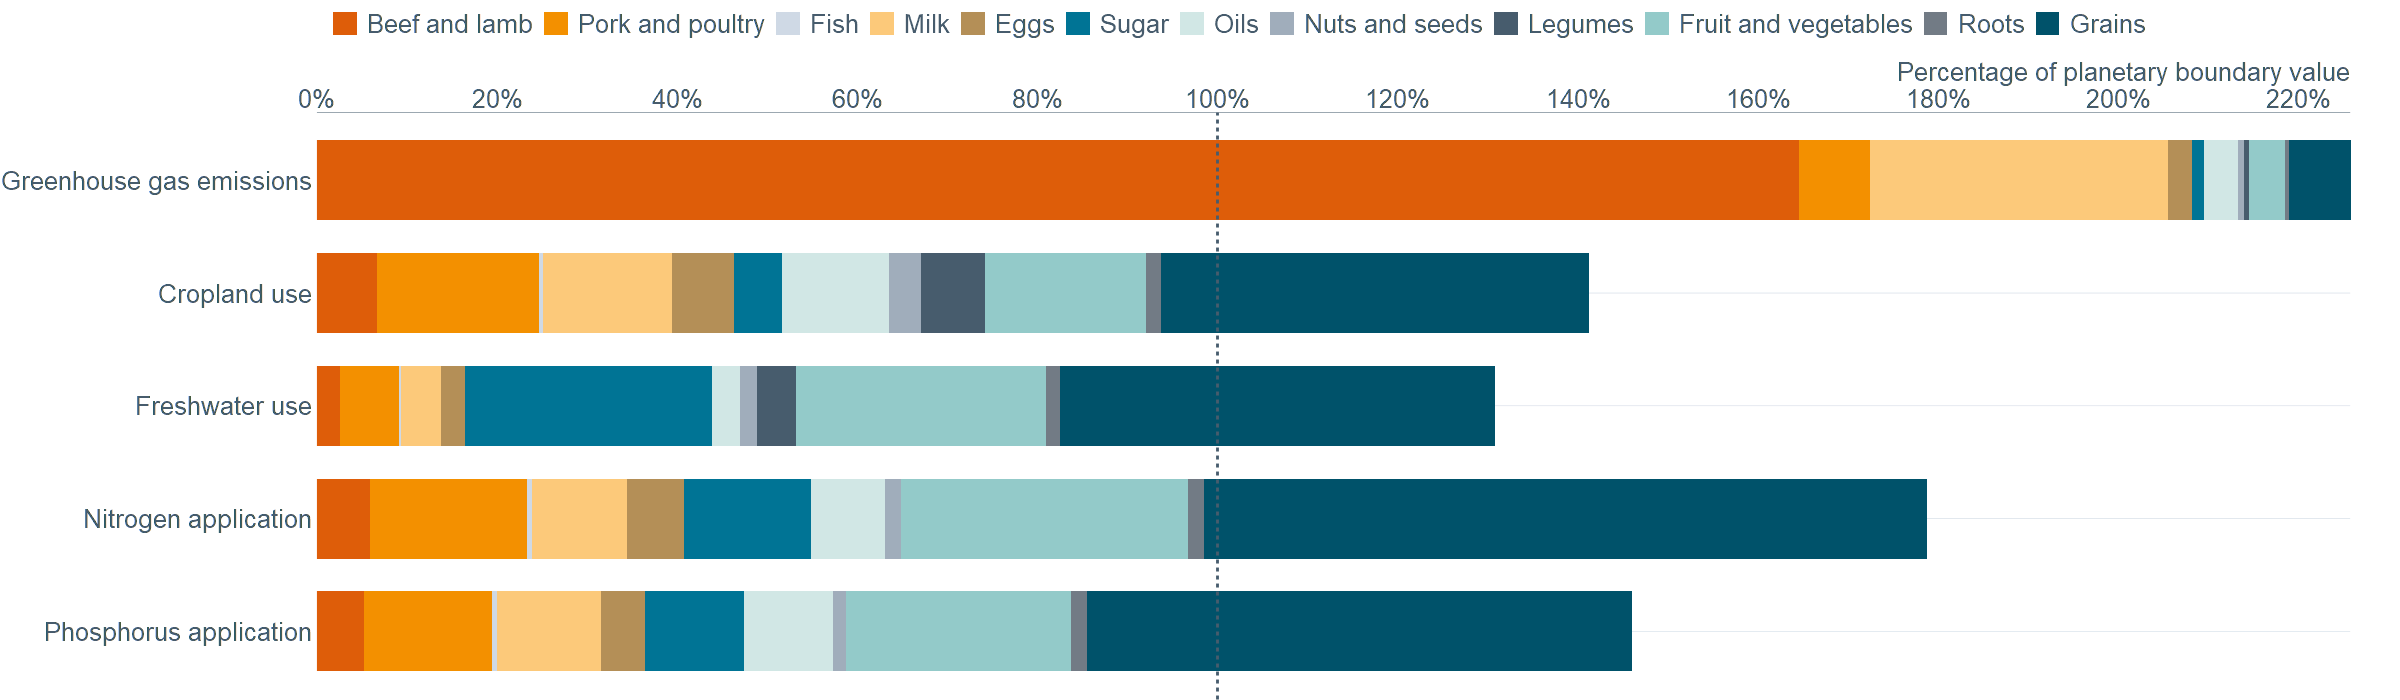 Beef and lamb Pork and poultry Fish Milk Eggs Sugar Oils Nuts and seeds Legumes Fruit and vegetables Roots Grains
Percentage of planetary boundary value
0% 20% 40% 60% 80% 100% 120% 140% 160% 180% 200% 220%
Greenhouse gas emissions
Cropland use
Freshwater use
Nitrogen application
Phosphorus application